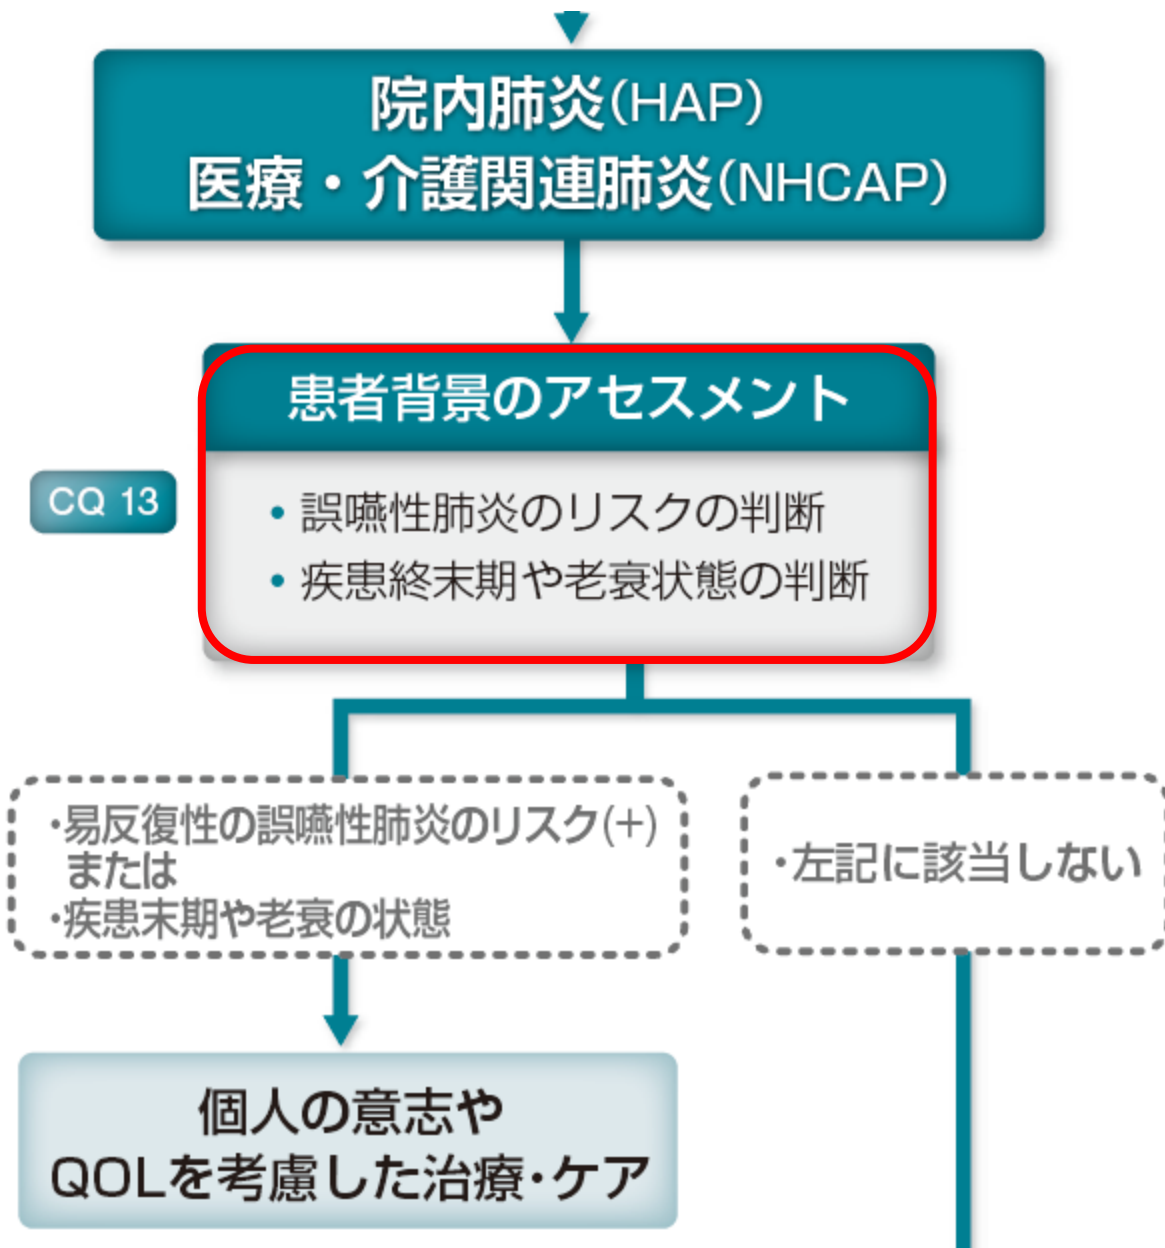 院内肺炎(HAP)
医療・介護関連肺炎(NHCAP)
患者背景のアセスメント
CQ 13
• 誤嚥性肺炎のリスクの判断
• 疾患終末期や老衰状態の判断
・易反復性の誤嚥性肺炎のリスク(+)
または
・疾患末期や老衰の状態
・左記に該当しない
個人の意志や
QOLを考慮した治療・ケア